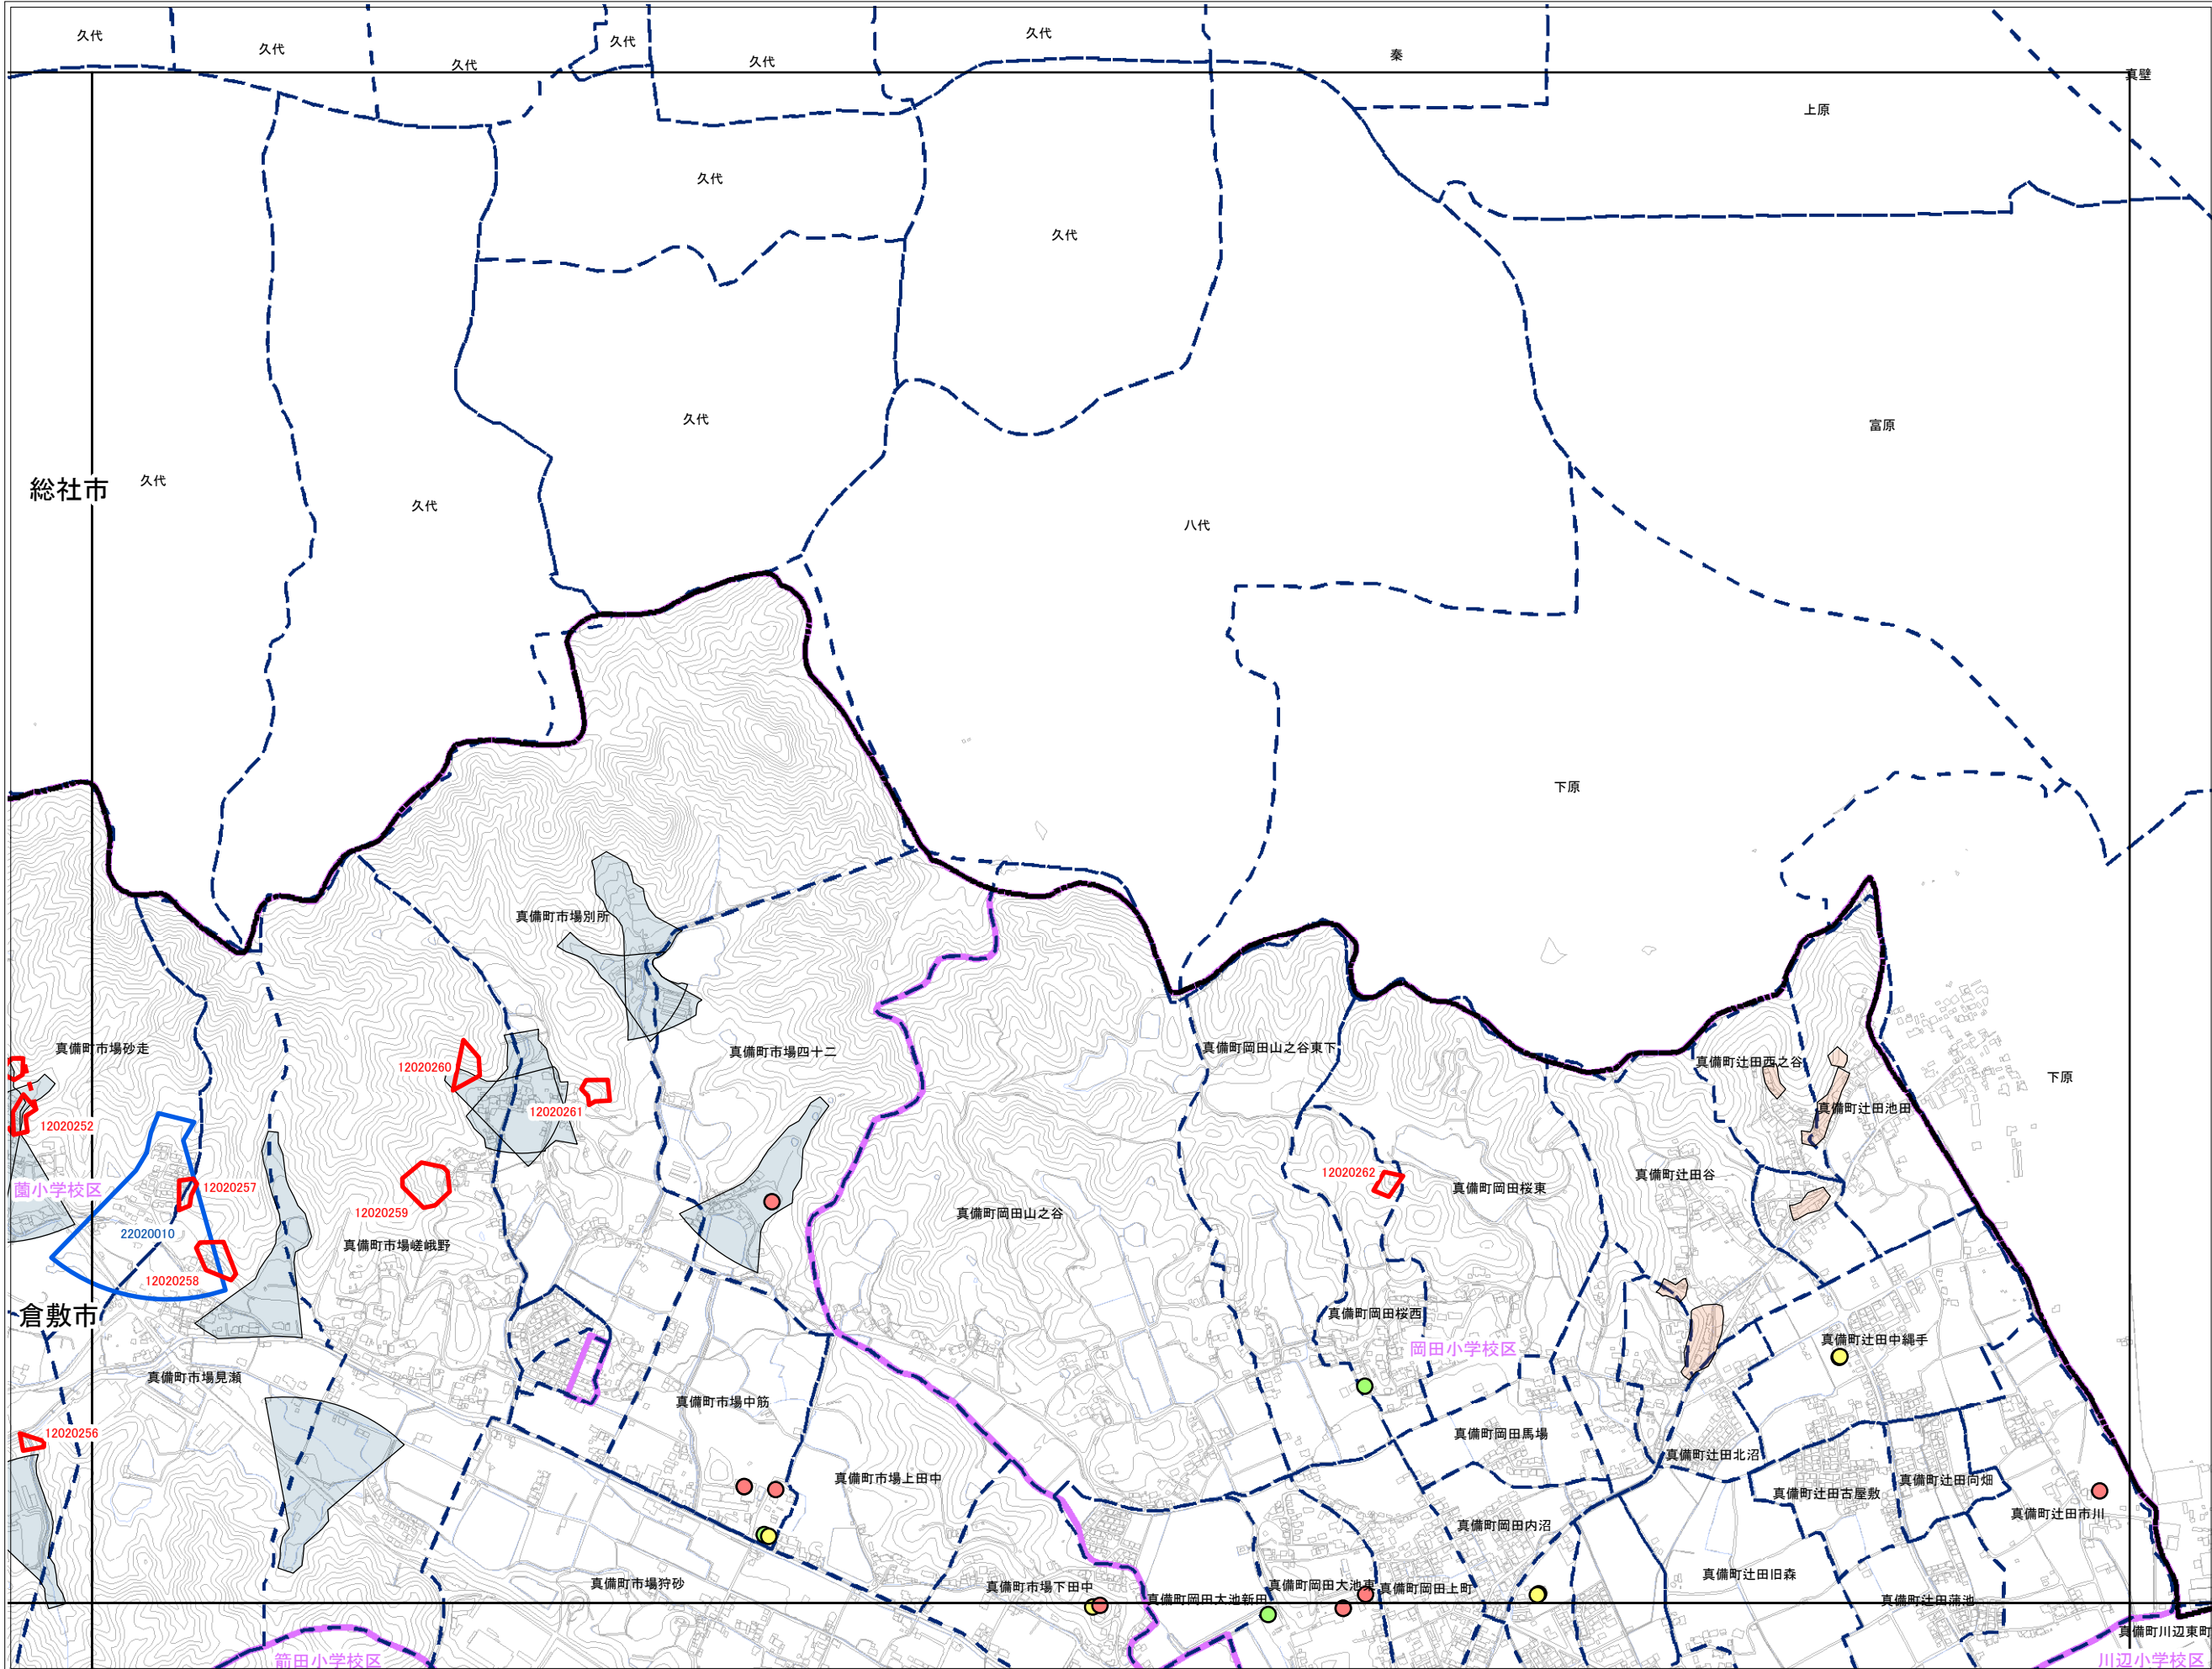 久代
久代
久代
久代
久代
久代
秦
真壁
上原
久代
久代
久代
富原
総社市
久代
久代
八代
下原
真備町市場別所
真備町市場砂走
真備町市場四十二
真備町岡田山之谷東下
真備町辻田西之谷
下原
12020260
12020261
真備町辻田池田
12020252
12020262
真備町辻田谷
薗小学校区
12020257
真備町岡田桜東
12020259
真備町岡田山之谷
22020010
真備町市場嵯峨野
12020258
倉敷市
真備町岡田桜西
岡田小学校区
真備町辻田中縄手
真備町市場見瀬
真備町市場中筋
12020256
真備町岡田馬場
真備町辻田北沼
真備町市場上田中
真備町辻田向畑
真備町辻田古屋敷
真備町辻田市川
真備町岡田内沼
真備町市場狩砂
真備町市場下田中
真備町岡田大池新田
真備町岡田大池東
真備町岡田上町
真備町辻田旧森
真備町辻田蒲池
真備町川辺東町
箭田小学校区
川辺小学校区